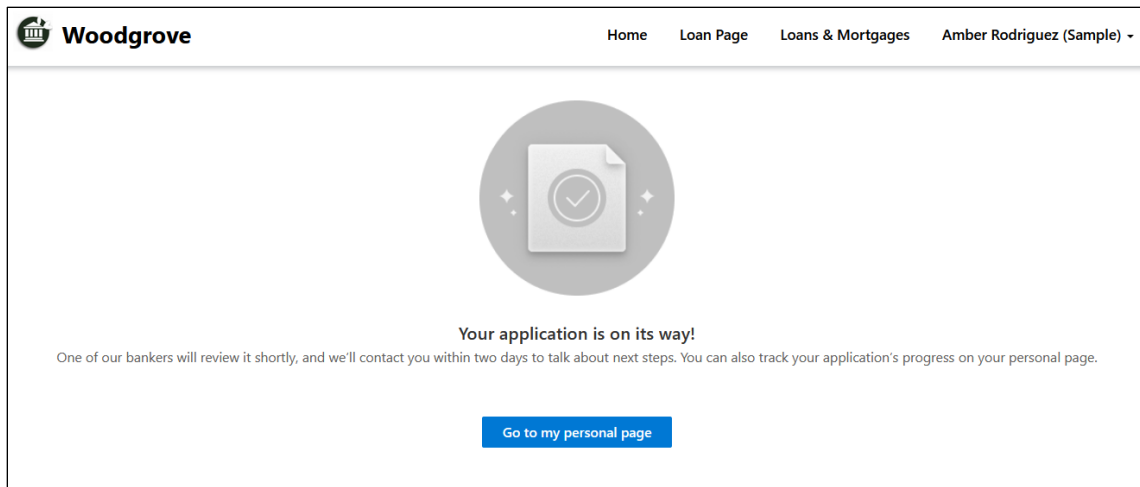 Woodgrove
Home Loan Page Loans & Mortgages Amber Rodriguez (Sample)
Your application is on its way!
One of our bankers will review it shortly, and we’ll contact you within two days to talk about next steps. You can also track your application’s progress on your personal page.
Go to my personal page